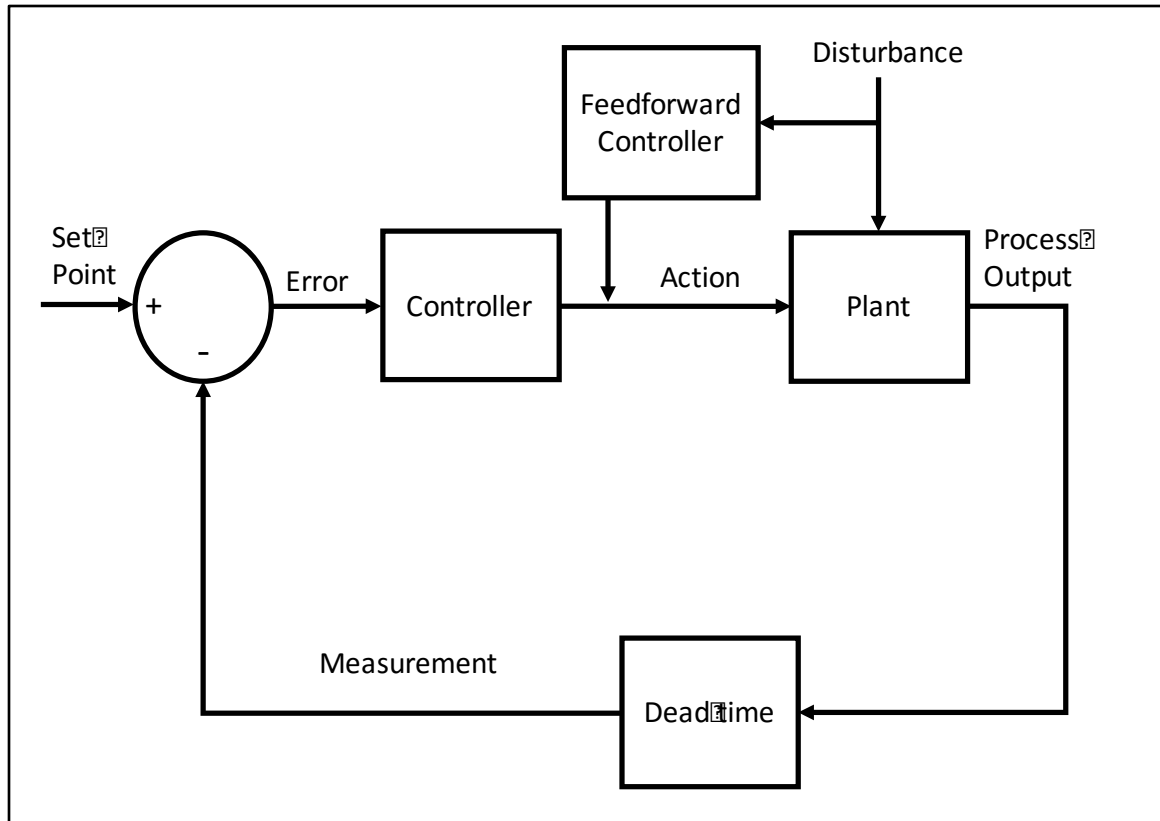 Disturbance
Feedforward
Controller
Set
Point
+
-
Error
Controller
Action
Plant
Process
Output
Measurement
Dead time